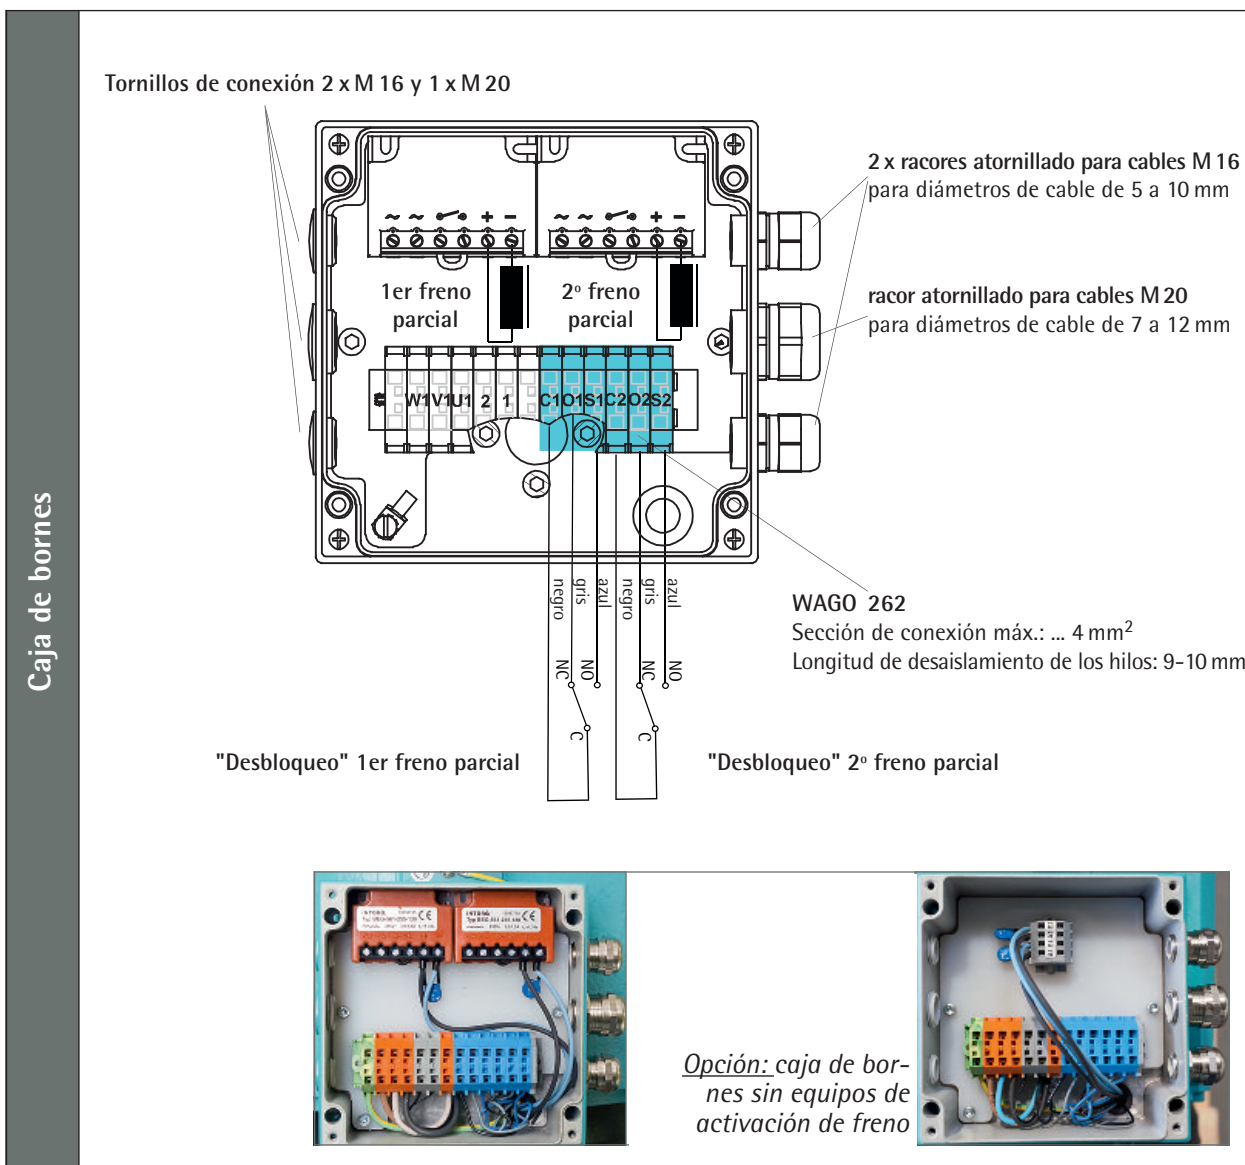 Caja de bornes
Tornillos de conexión 2 x M 16 y 1 x M 20
2 x racores atornillado para cables M 16
para diámetros de cable de 5 a 10 mm
racor atornillado para cables M 20
para diámetros de cable de 7 a 12 mm
~ ~ + −
~ ~ + −
1er freno
parcial
2º freno
parcial
W1 V1 U1 2 1 C1 O1 S1 C2 O2 S2
negro
gris
azul
negro
gris
azul
WAGO 262
Sección de conexión máx.: ... 4 mm²
Longitud de desaislamiento de los hilos: 9-10 mm
NC
NO
C
NC
NO
C
"Desbloqueo" 1er freno parcial
"Desbloqueo" 2º freno parcial
INTORQ
CE
INTORQ
CE
Opción: caja de bor-
nes sin equipos de
activación de freno